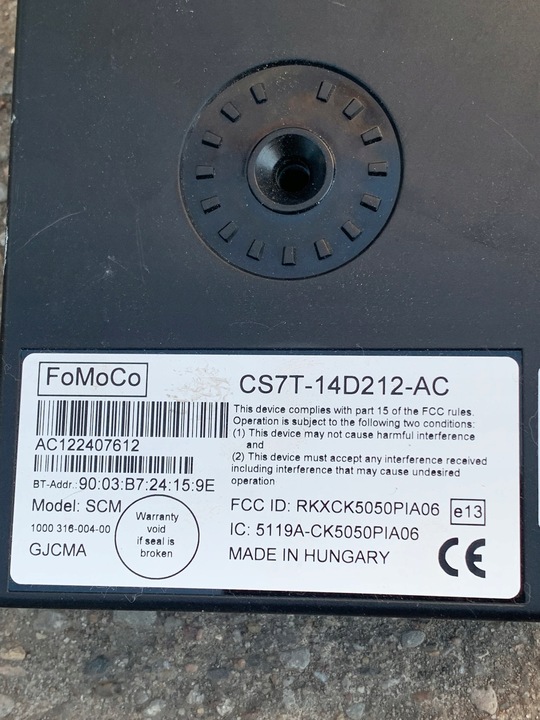 FoMoCo
CS7T-14D212-AC
AC122407612
BT-Addr.: 90:03:B7:24:15:9E
Model: SCM
1000 316-004-00
GJCMA
Warranty
void
if seal is
broken
This device complies with part 15 of the FCC rules.
Operation is subject to the following two conditions:
(1) This device may not cause harmful interference
and
(2) This device must accept any interference received
including interference that may cause undesired
operation
FCC ID: RKXCK5050PIA06
e13
IC: 5119A-CK5050PIA06
MADE IN HUNGARY
CE